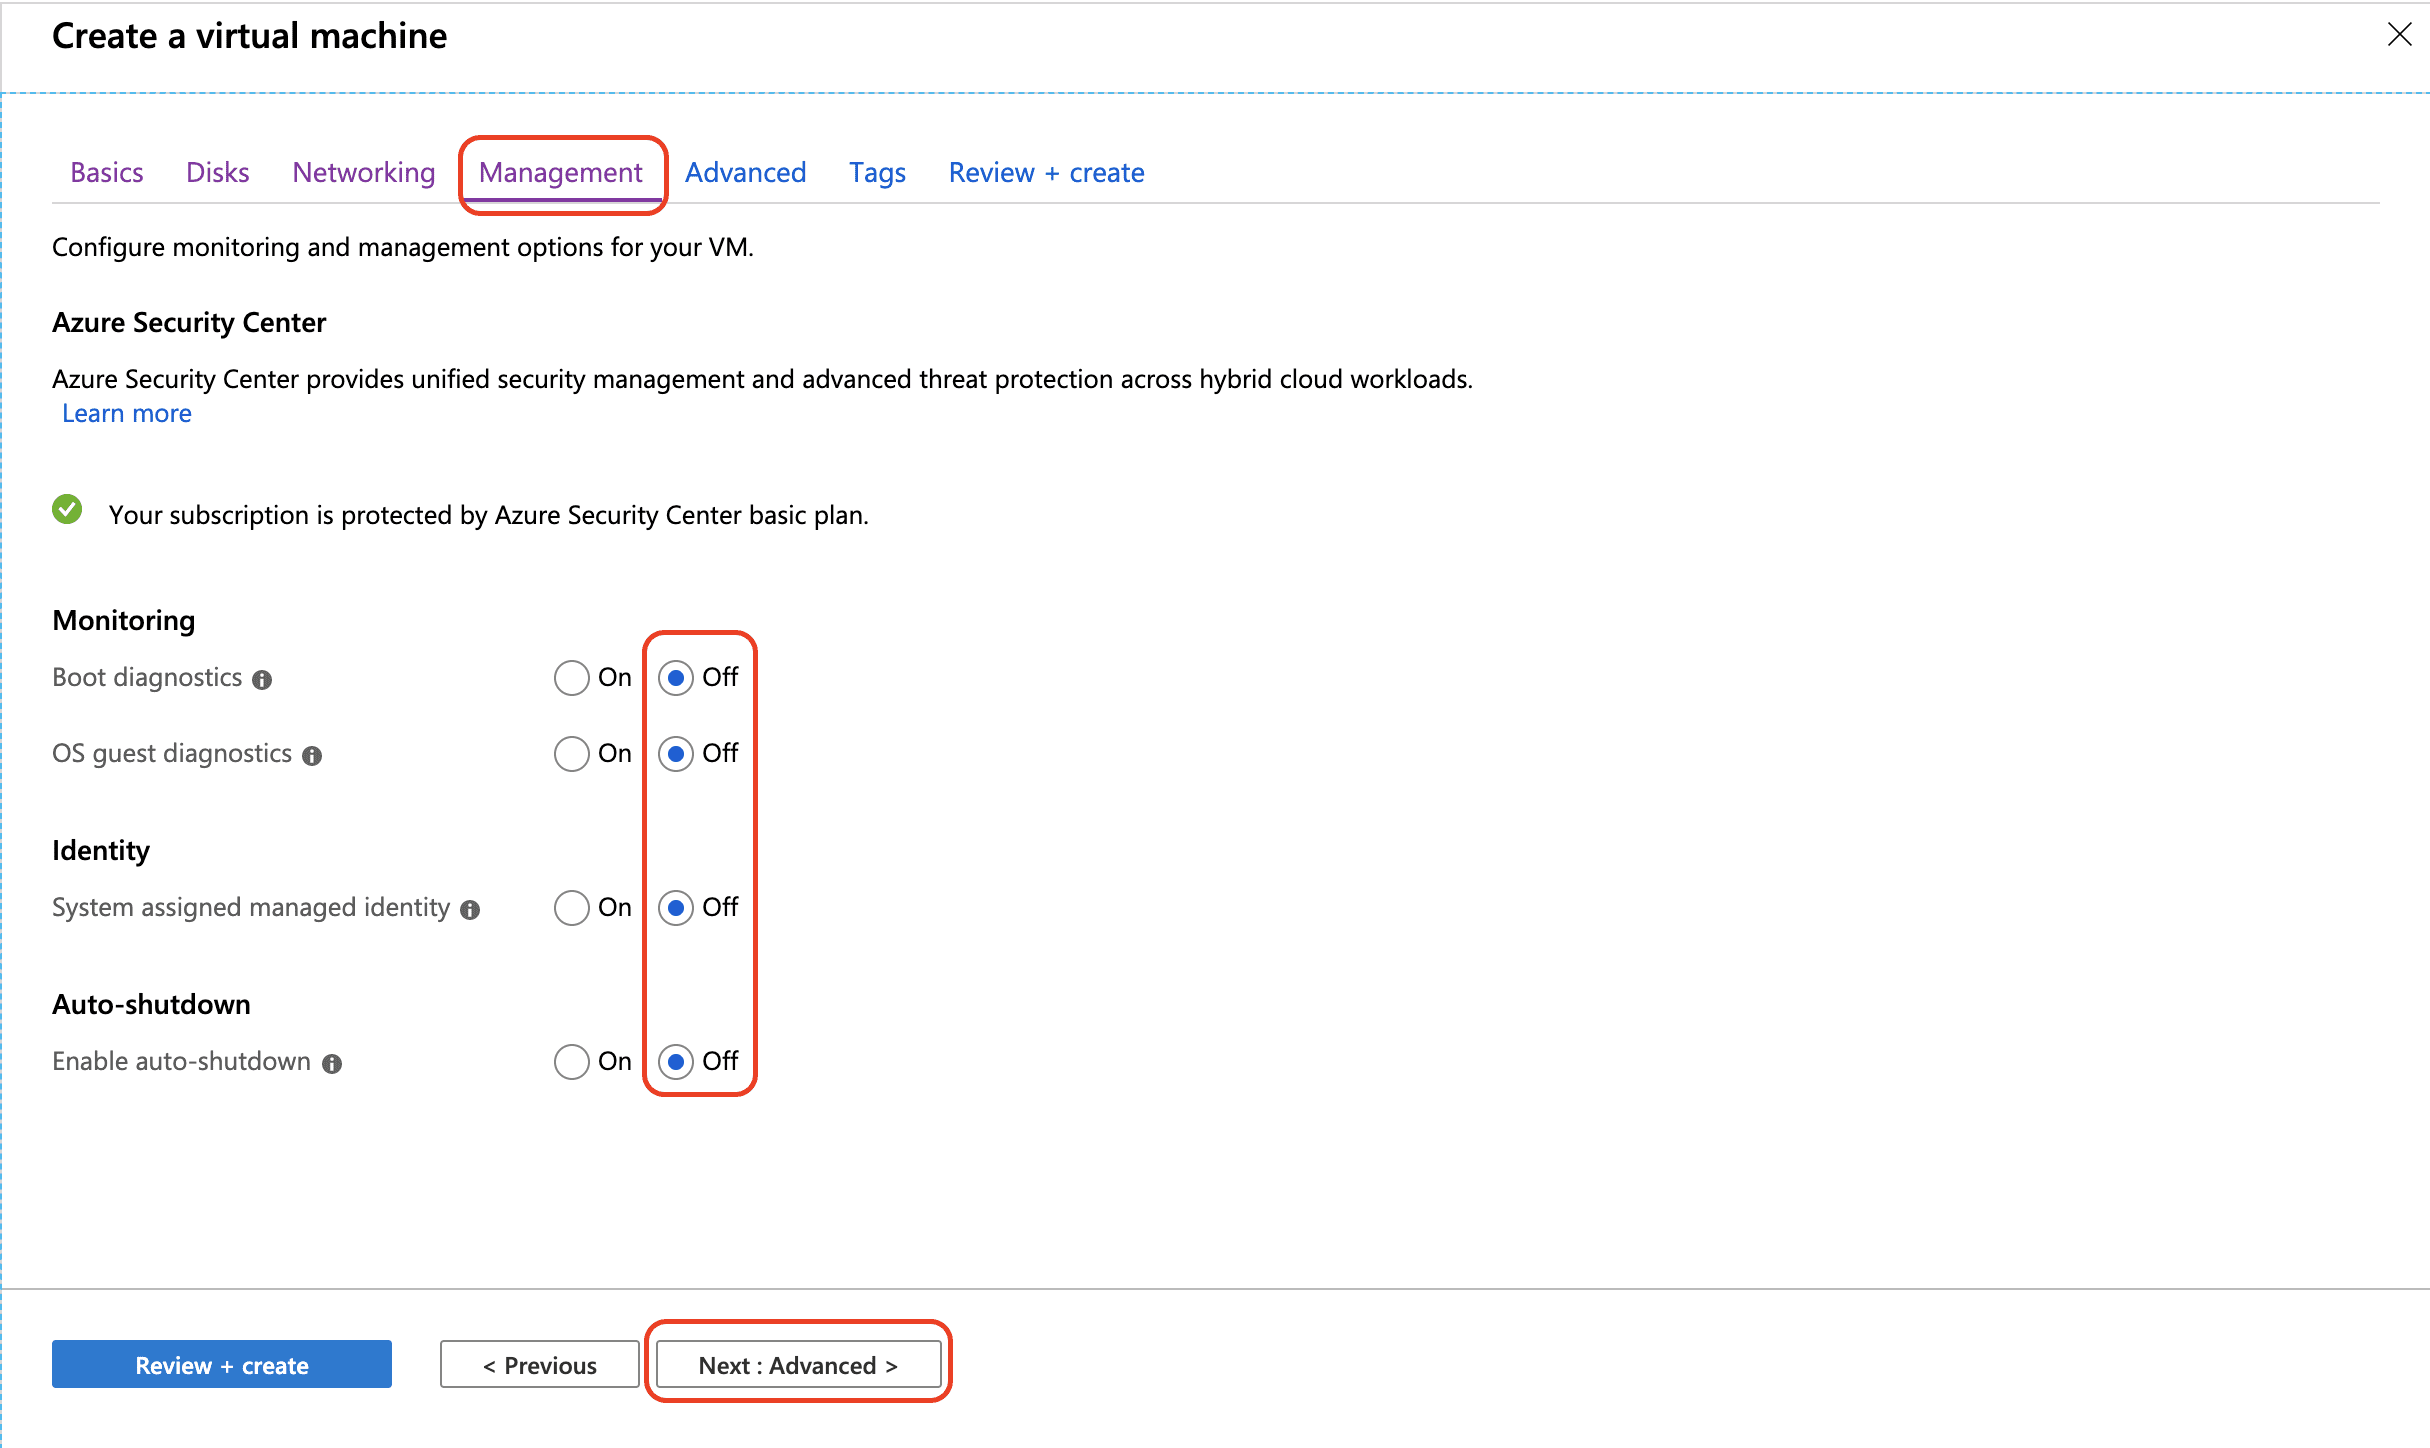 Create a virtual machine
Basics Disks Networking Management Advanced Tags Review + create
Configure monitoring and management options for your VM.
Azure Security Center
Azure Security Center provides unified security management and advanced threat protection across hybrid cloud workloads.
Learn more
Your subscription is protected by Azure Security Center basic plan.
Monitoring
Boot diagnostics On Off
OS guest diagnostics On Off
Identity
System assigned managed identity On Off
Auto-shutdown
Enable auto-shutdown On Off
Review + create < Previous Next : Advanced >